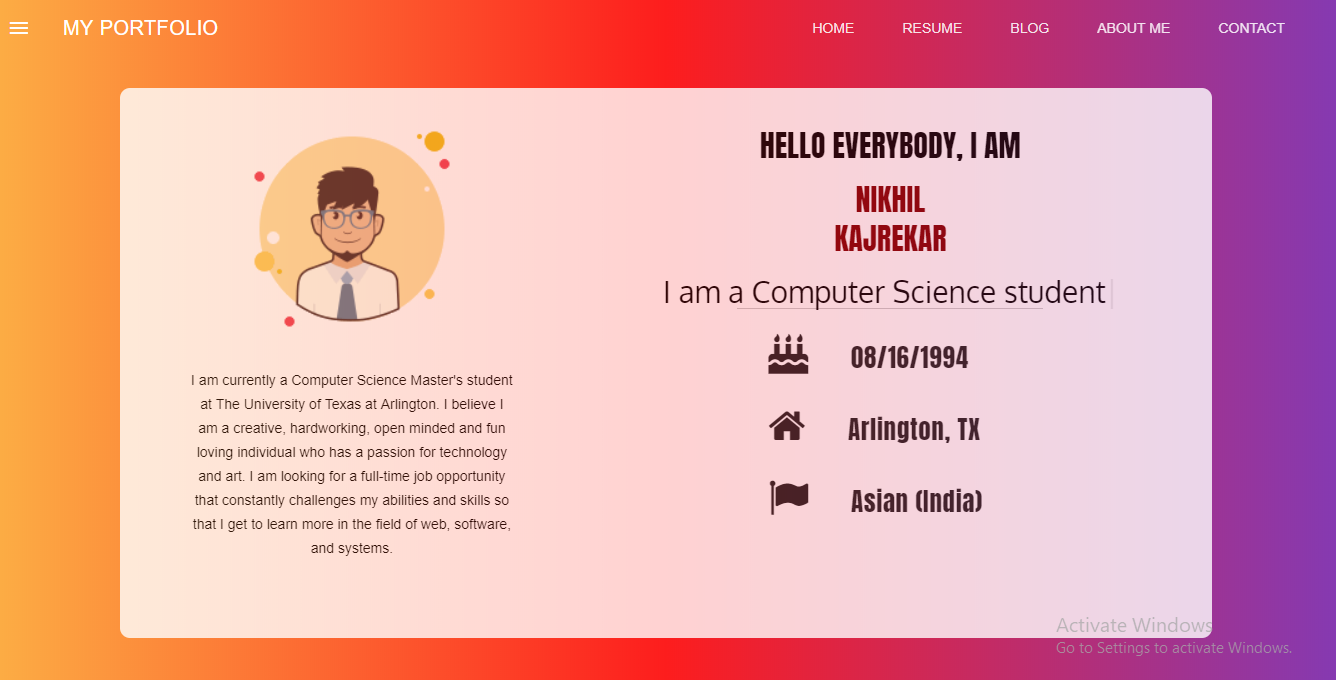 MY PORTFOLIO
HOME
RESUME
BLOG
ABOUT ME
CONTACT
I am currently a Computer Science Master's student
at The University of Texas at Arlington. I believe I
am a creative, hardworking, open minded and fun
loving individual who has a passion for technology
and art. I am looking for a full-time job opportunity
that constantly challenges my abilities and skills so
that I get to learn more in the field of web, software,
and systems.
HELLO EVERYBODY, I AM
NIKHIL
KAJREKAR
I am a Computer Science student
08/16/1994
Arlington, TX
Asian (India)
Activate Windows
Go to Settings to activate Windows.